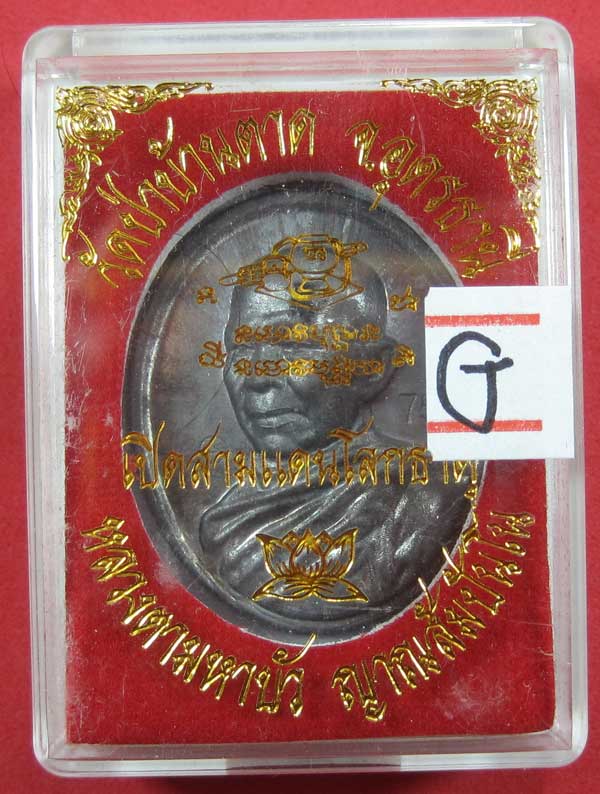 วัดป่าบ้านตาด จ.อุดรธานี
G
เปิดสามแดนโลกธาตุ
หลวงตามหาบัว ญาณสัมปันโน